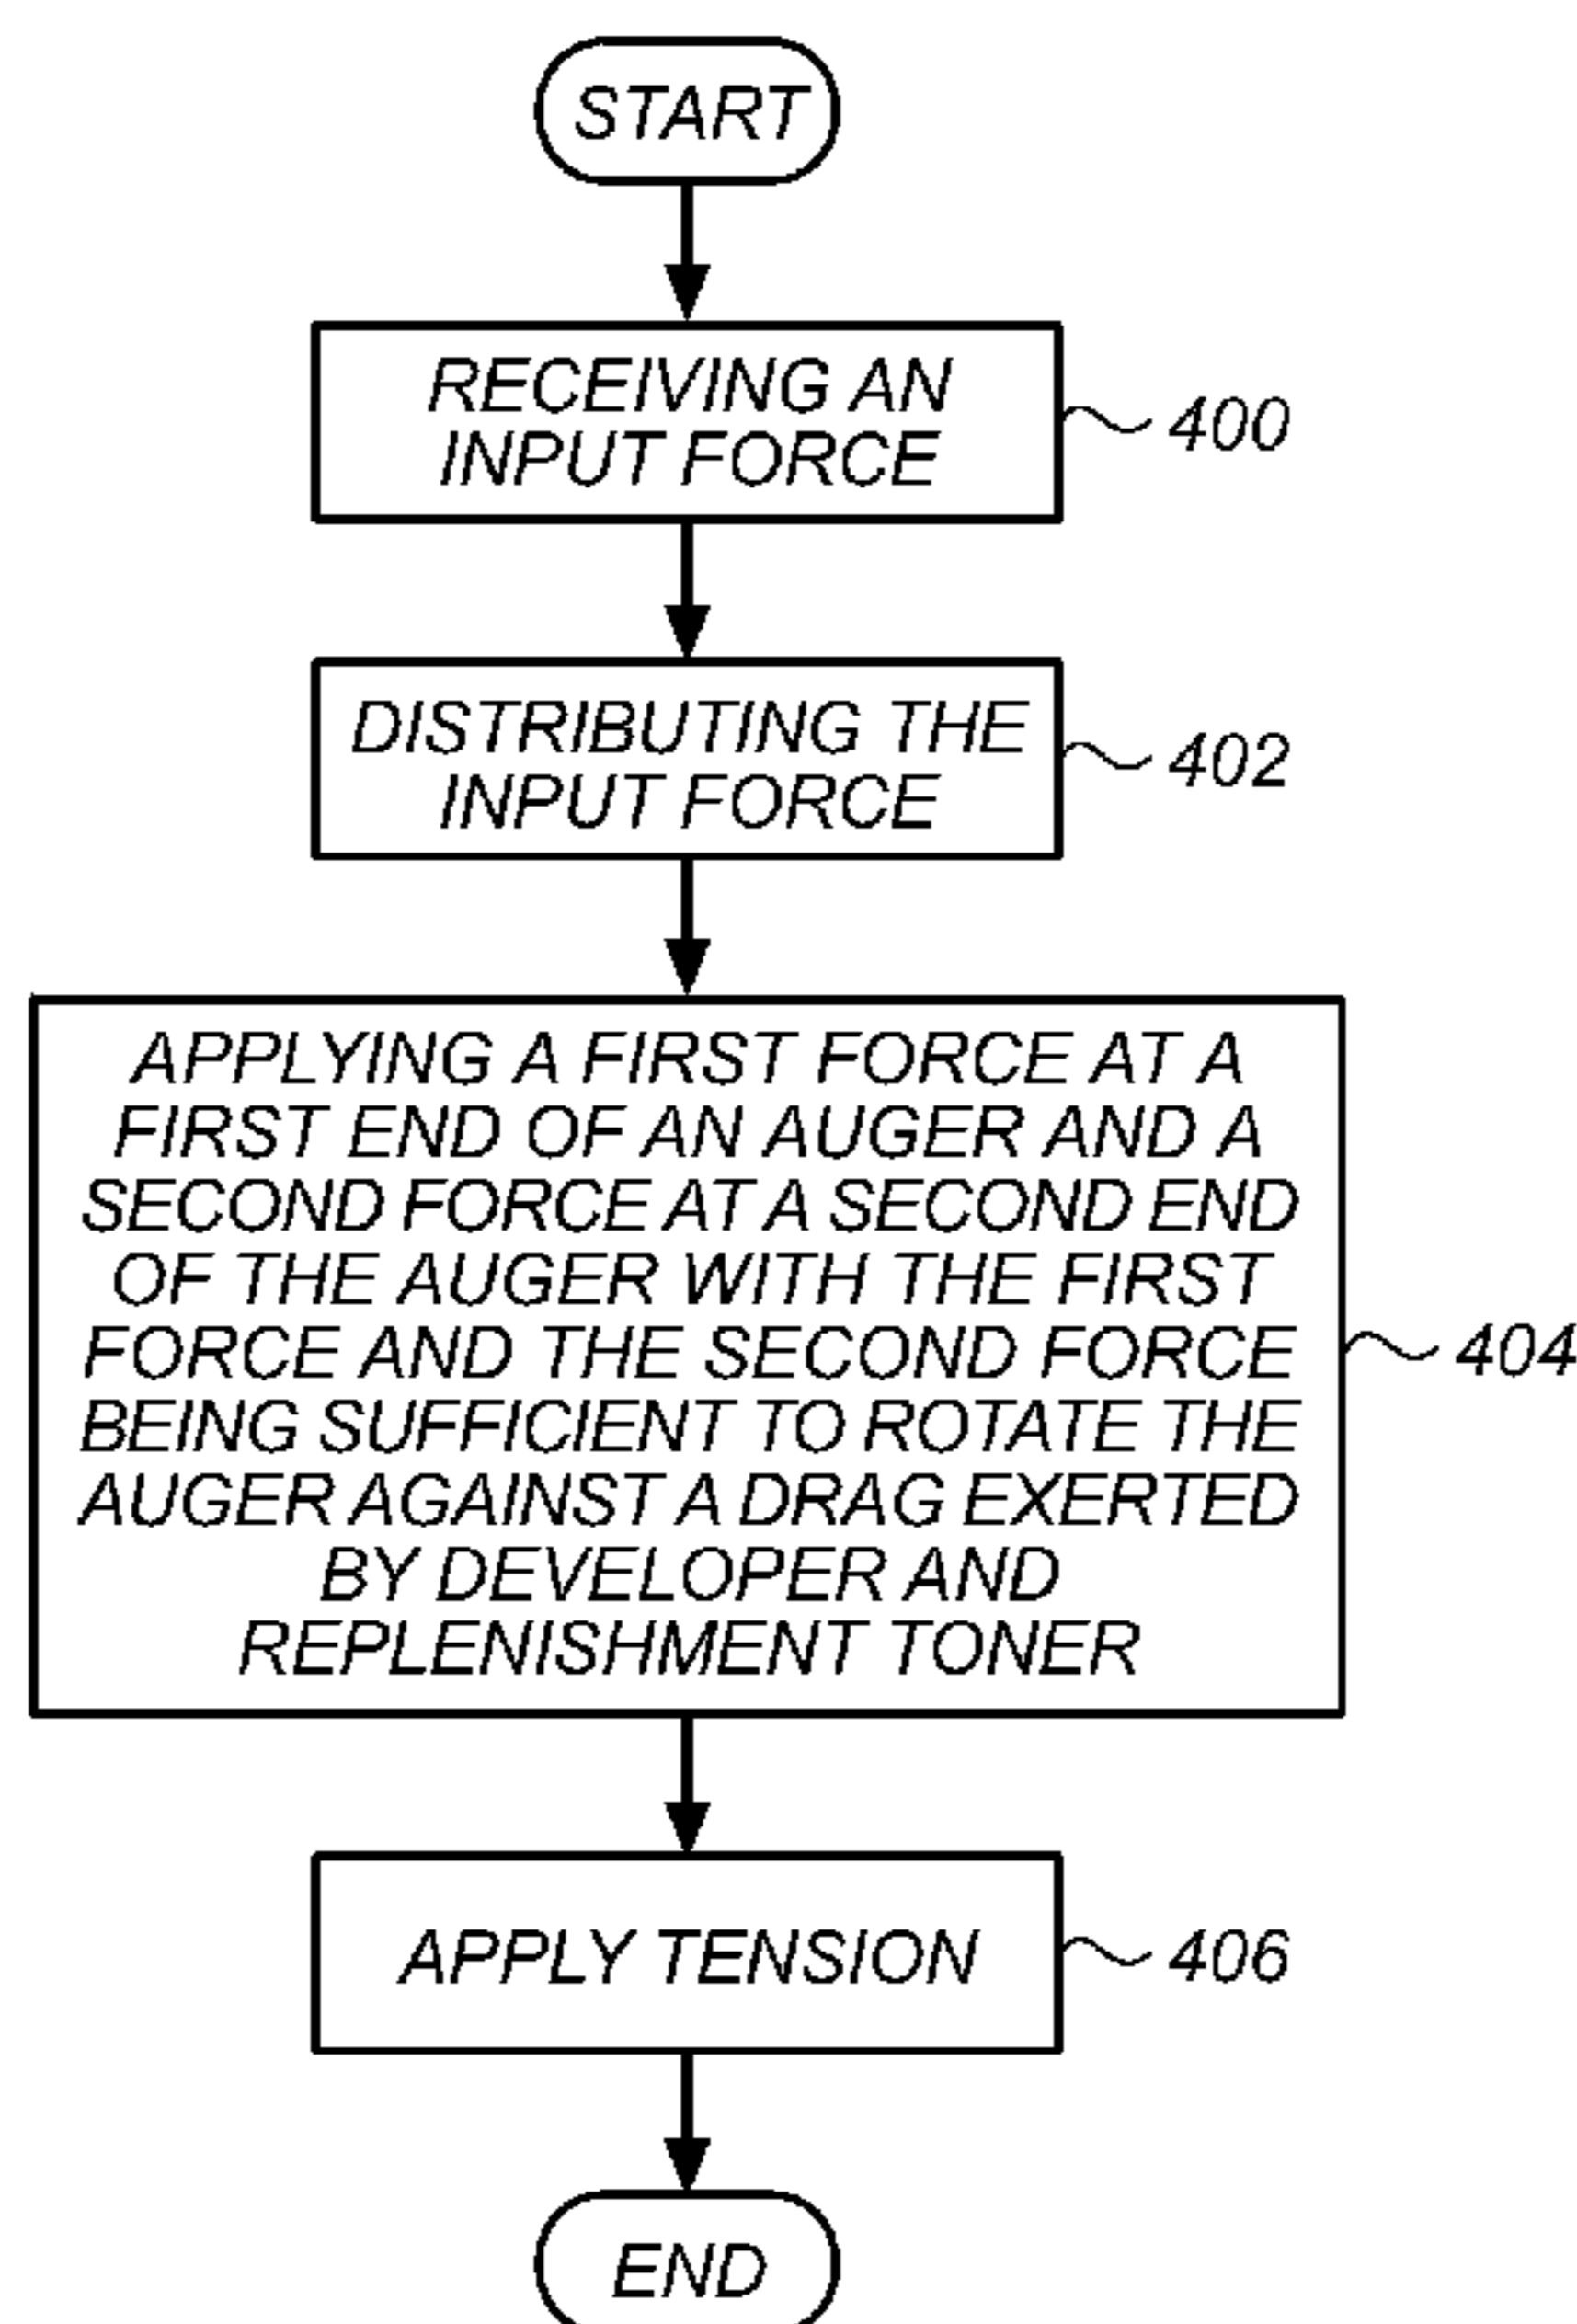 START
RECEIVING AN
INPUT FORCE
400
DISTRIBUTING THE
INPUT FORCE
402
APPLYING A FIRST FORCE AT A
FIRST END OF AN AUGER AND A
SECOND FORCE AT A SECOND END
OF THE AUGER WITH THE FIRST
FORCE AND THE SECOND FORCE
BEING SUFFICIENT TO ROTATE THE
AUGER AGAINST A DRAG EXERTED
BY DEVELOPER AND
REPLENISHMENT TONER
404
APPLY TENSION
406
END